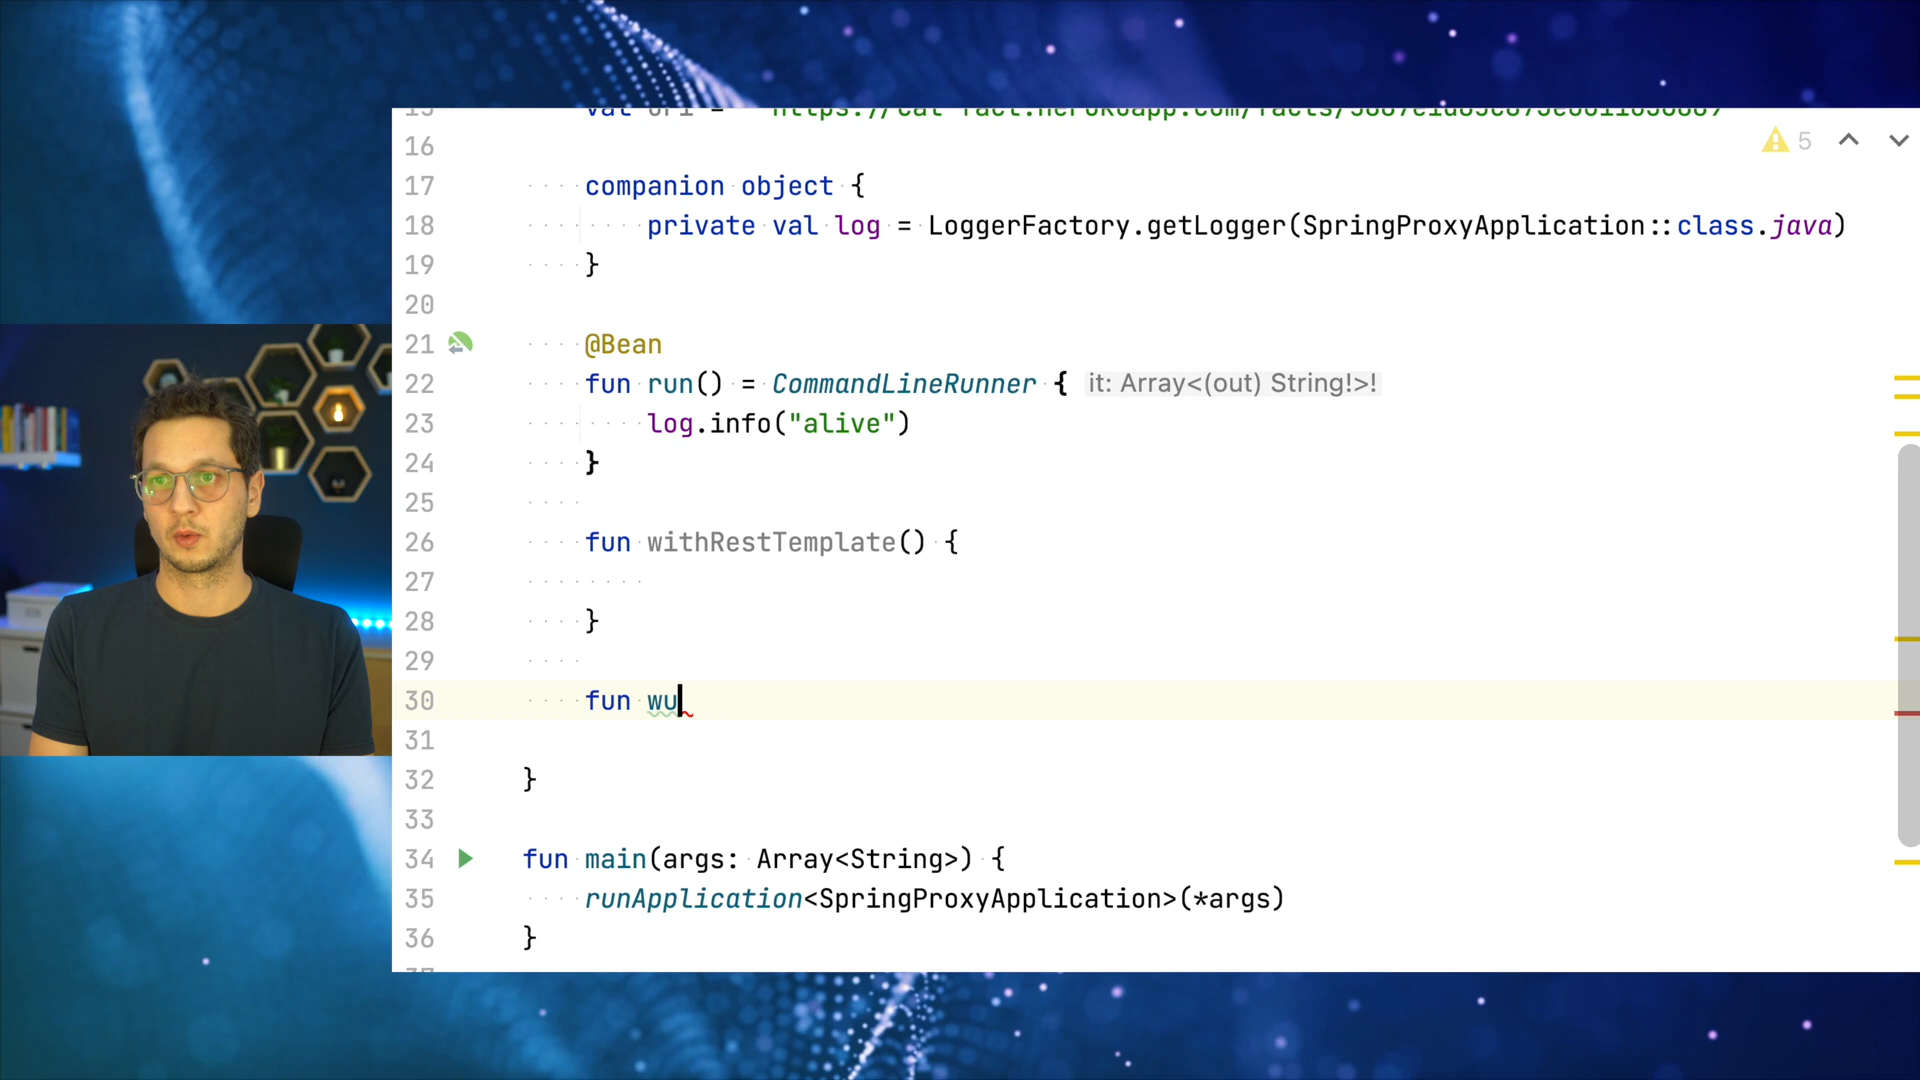 16
5
17 companion object {
18 private val log = LoggerFactory.getLogger(SpringProxyApplication::class.java)
19 }
20
21 @Bean
22 fun run() = CommandLineRunner { it: Array<(out) String!>!
23 log.info("alive")
24 }
25
26 fun withRestTemplate() {
27
28 }
29
30 fun wu
31
32 }
33
34 fun main(args: Array<String>) {
35 runApplication<SpringProxyApplication>(*args)
36 }